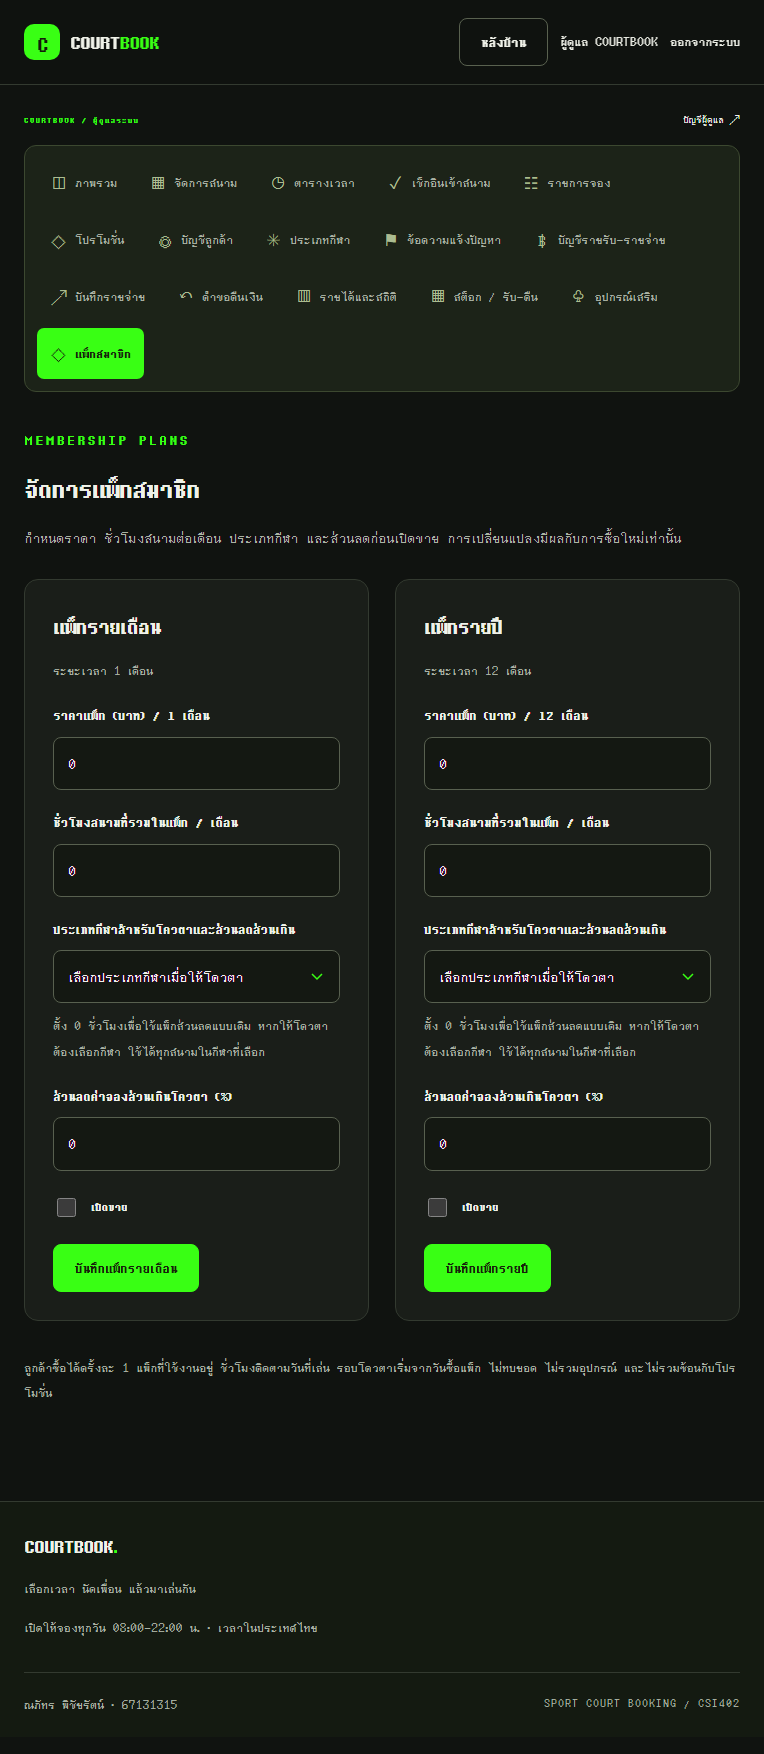 C COURTBOOK
หลังบ้าน
ผู้ดูแล COURTBOOK
ออกจากระบบ
COURTBOOK / ผู้ดูแลระบบ
บัญชีผู้ดูแล ↗
ภาพรวม
จัดการสนาม
ตารางเวลา
เช็กอินเข้าสนาม
รายการจอง
โปรโมชั่น
บัญชีลูกค้า
ประเภทกีฬา
ข้อความแจ้งปัญหา
บัญชีรายรับ-รายจ่าย
บันทึกรายจ่าย
คำขอคืนเงิน
รายได้และสถิติ
สต็อก / รับ-คืน
อุปกรณ์เสริม
แพ็กสมาชิก
MEMBERSHIP PLANS
จัดการแพ็กสมาชิก
กำหนดราคา ชั่วโมงสนามต่อเดือน ประเภทกีฬา และส่วนลดก่อนเปิดขาย การเปลี่ยนแปลงมีผลกับการซื้อใหม่เท่านั้น
แพ็กรายเดือน
ระยะเวลา 1 เดือน
ราคาแพ็ก (บาท) / 1 เดือน
0
ชั่วโมงสนามที่รวมในแพ็ก / เดือน
0
ประเภทกีฬาสำหรับโควตาและส่วนลดส่วนเกิน
เลือกประเภทกีฬาเมื่อให้โควตา
ตั้ง 0 ชั่วโมงเพื่อใช้แพ็กส่วนลดแบบเดิม หากให้โควตา
ต้องเลือกกีฬา ใช้ได้ทุกสนามในกีฬาที่เลือก
ส่วนลดค่าจองส่วนเกินโควตา (%)
0
เปิดขาย
บันทึกแพ็กรายเดือน
แพ็กรายปี
ระยะเวลา 12 เดือน
ราคาแพ็ก (บาท) / 12 เดือน
0
ชั่วโมงสนามที่รวมในแพ็ก / เดือน
0
ประเภทกีฬาสำหรับโควตาและส่วนลดส่วนเกิน
เลือกประเภทกีฬาเมื่อให้โควตา
ตั้ง 0 ชั่วโมงเพื่อใช้แพ็กส่วนลดแบบเดิม หากให้โควตา
ต้องเลือกกีฬา ใช้ได้ทุกสนามในกีฬาที่เลือก
ส่วนลดค่าจองส่วนเกินโควตา (%)
0
เปิดขาย
บันทึกแพ็กรายปี
ลูกค้าซื้อได้ครั้งละ 1 แพ็กที่ใช้งานอยู่ ชั่วโมงคิดตามวันที่เล่น รอบโควตาเริ่มจากวันซื้อแพ็ก ไม่ทบยอด ไม่รวมอุปกรณ์ และไม่รวมซ้อนกับโปร
โมชั่น
COURTBOOK.
เลือกเวลา นัดเพื่อน แล้วมาเล่นกัน
เปิดให้จองทุกวัน 08:00-22:00 น. · เวลาในประเทศไทย
ณภัทร พิชัยรัตน์ · 67131315
SPORT COURT BOOKING / CSI402